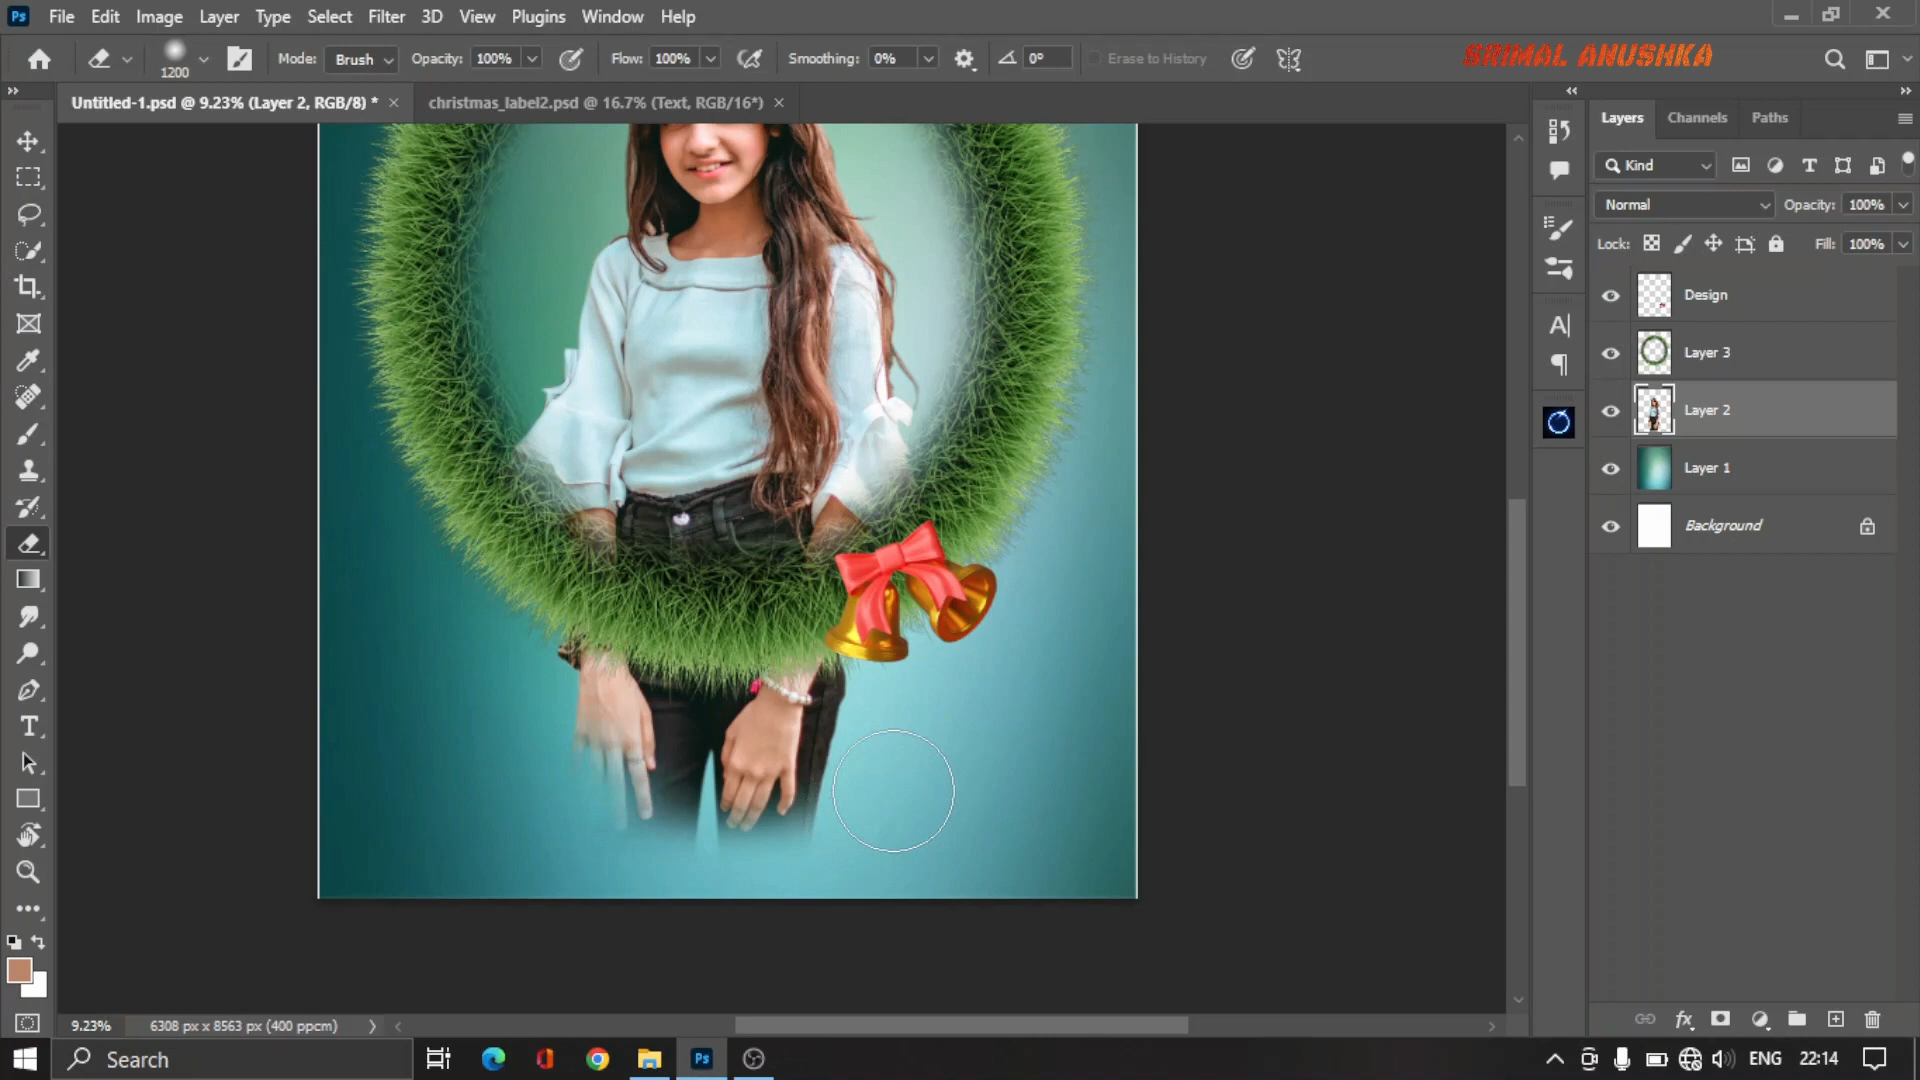 Ps File Edit Image Layer Type Select Filter 3D View Plugins Window Help
1200 Mode: Brush Opacity: 100% Flow: 100% Smoothing: 0% 0° Erase to History SRIMAL ANUSHKA
Untitled-1.psd @ 9.23% (Layer 2, RGB/8) * christmas_label2.psd @ 16.7% (Text, RGB/16*)
Layers Channels Paths
Kind
Normal Opacity: 100%
Lock: Fill: 100%
Design
Layer 3
Layer 2
Layer 1
Background
9.23% 6308 px x 8563 px (400 ppcm)
Search Ps ENG 22:14